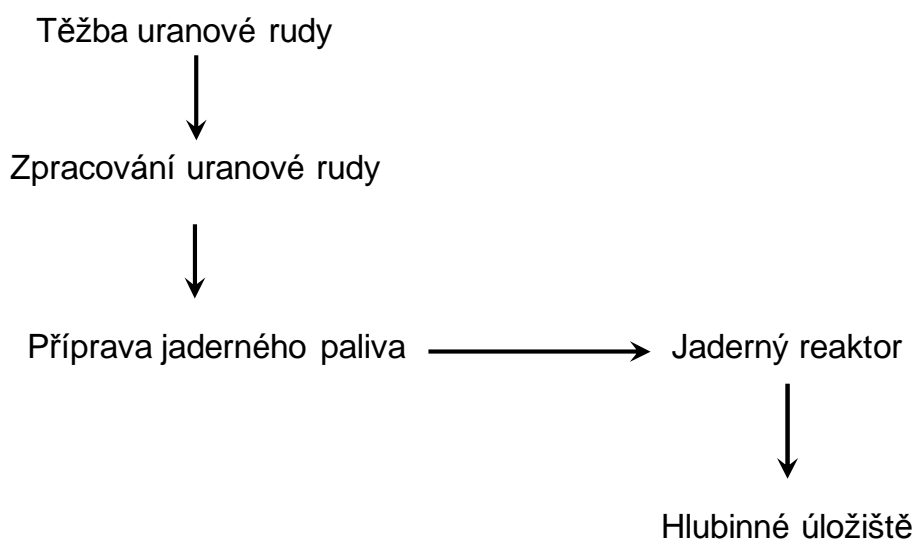 Těžba uranové rudy
Zpracování uranové rudy
Příprava jaderného paliva
Jaderný reaktor
Hlubinné úložiště